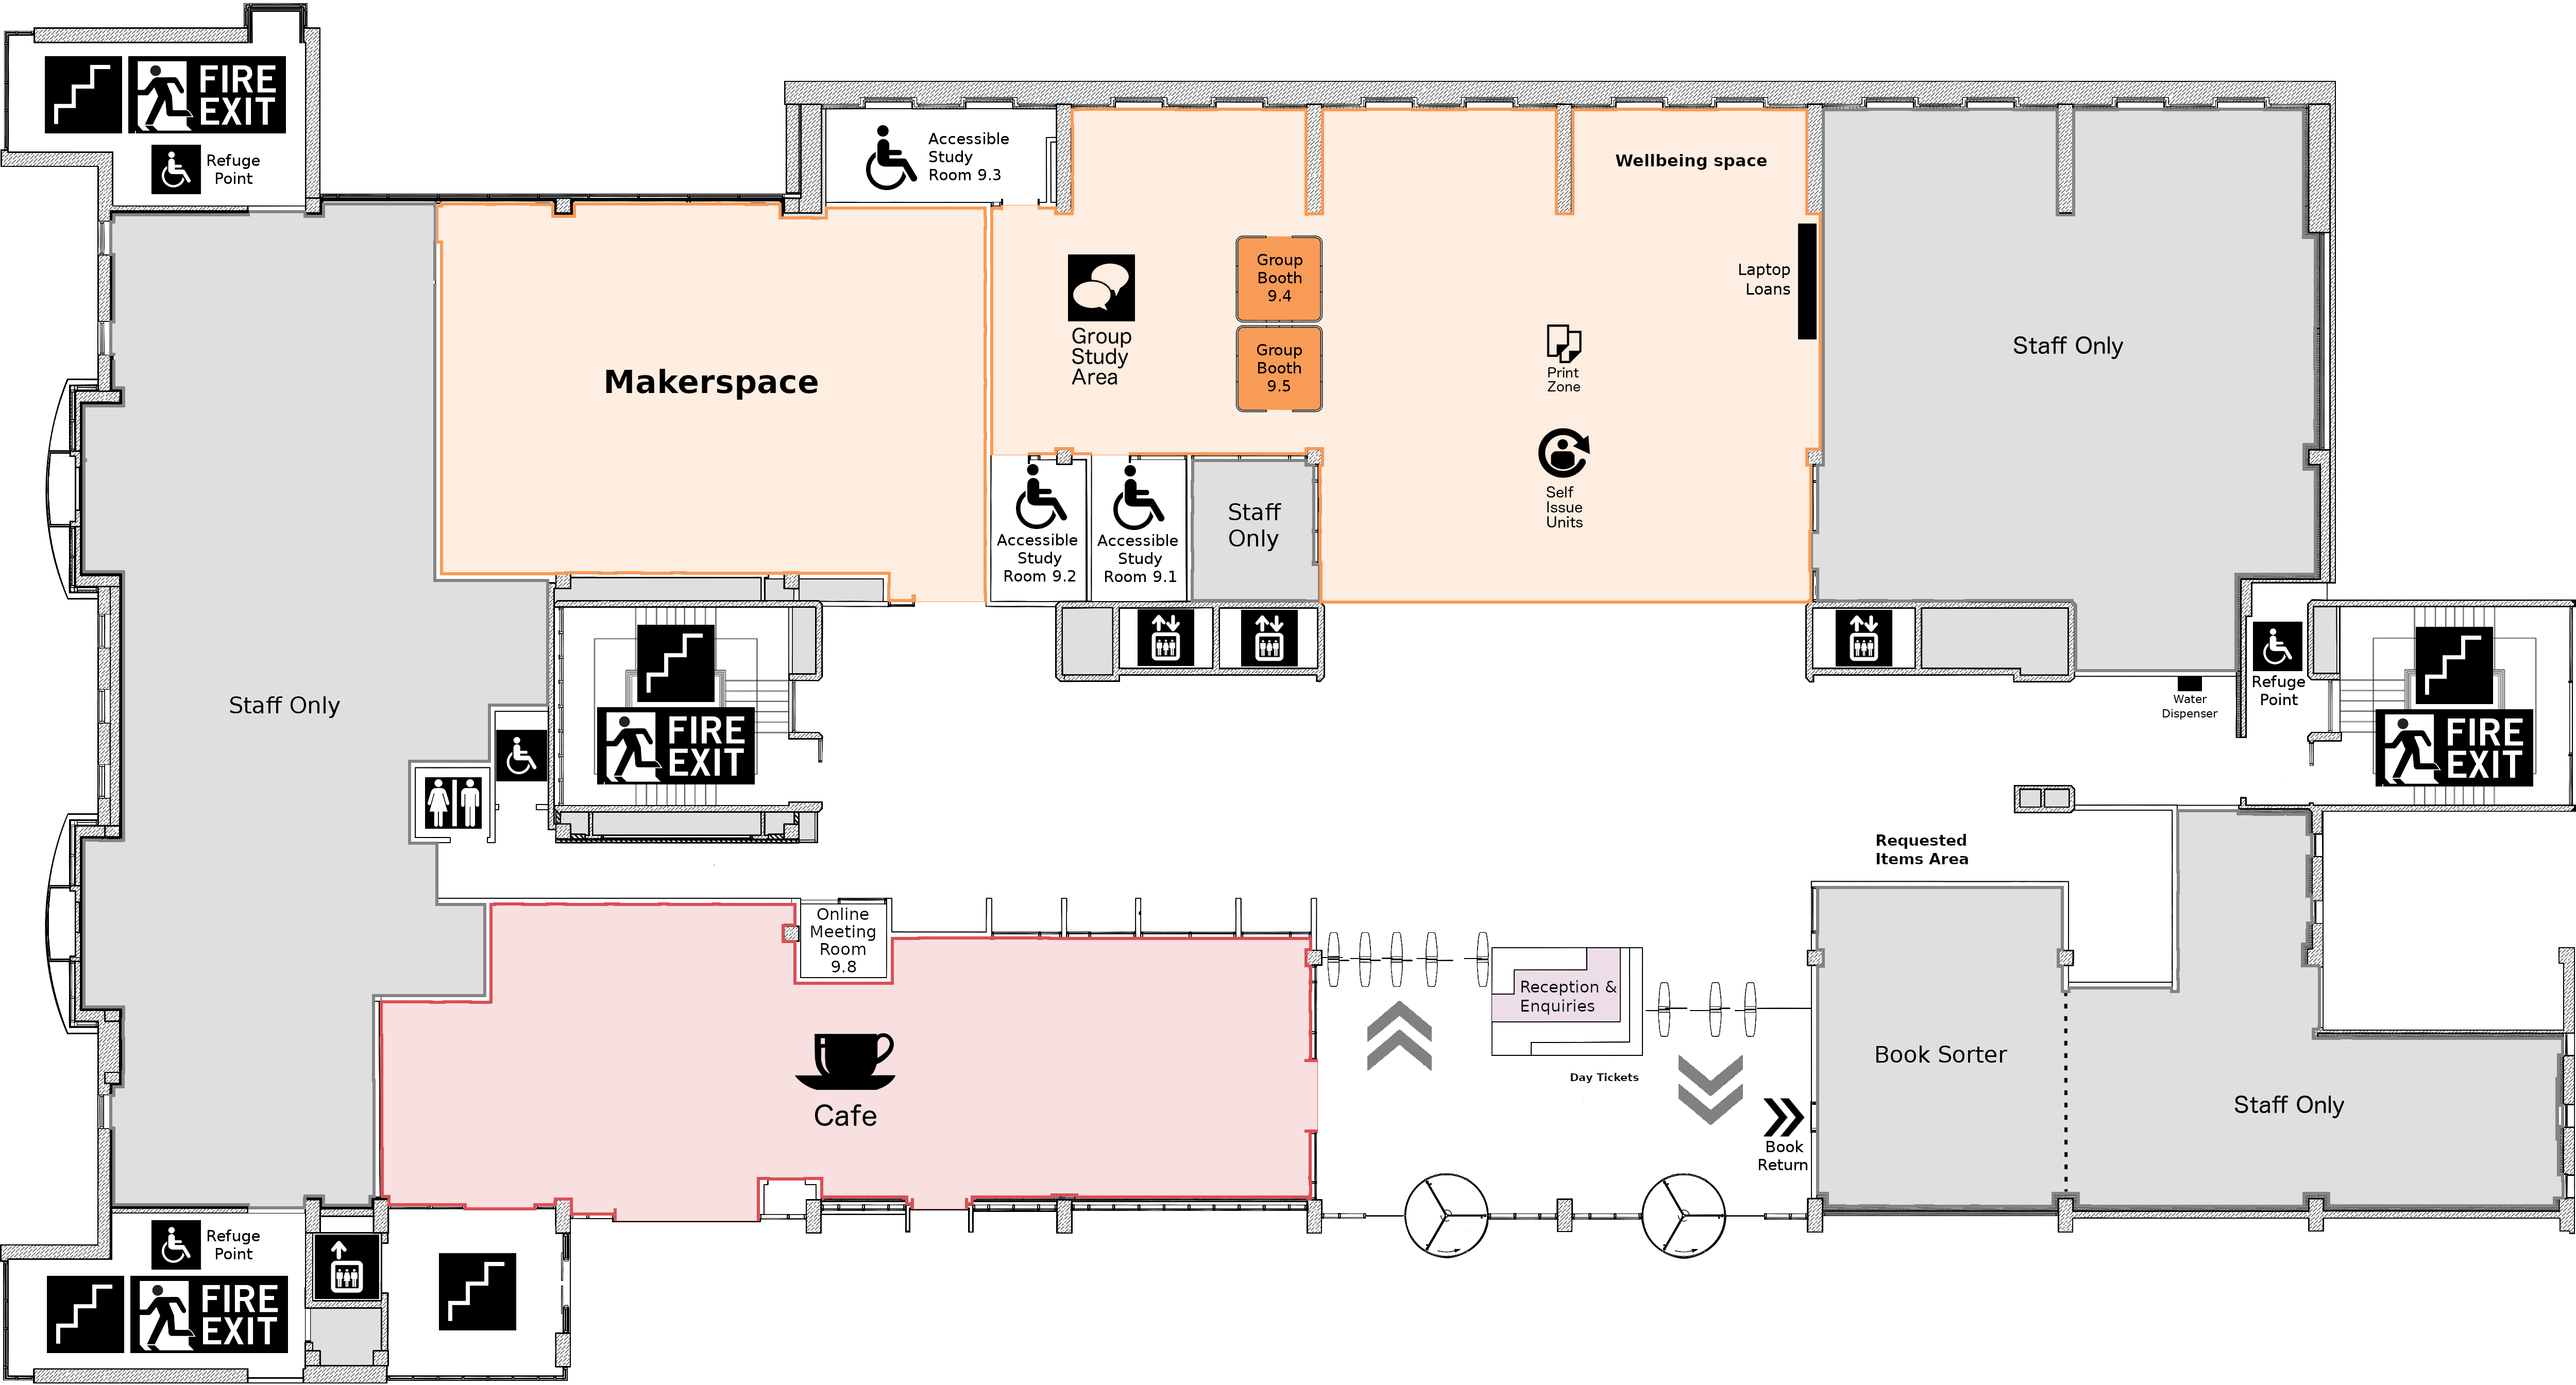 FIRE
EXIT
Refuge
Point
Accessible
Study
Room 9.3
Wellbeing space
Group
Booth
9.4
Laptop
Loans
Group
Study
Area
Group
Booth
9.5
Print
Zone
Staff Only
Makerspace
Self
Issue
Units
Staff
Only
Accessible
Study
Room 9.2
Accessible
Study
Room 9.1
Staff Only
FIRE
EXIT
Water
Dispenser
Refuge
Point
FIRE
EXIT
Requested
Items Area
Online
Meeting
Room
9.8
Reception &
Enquiries
Day Tickets
Book Sorter
Cafe
Staff Only
Book
Return
Refuge
Point
FIRE
EXIT